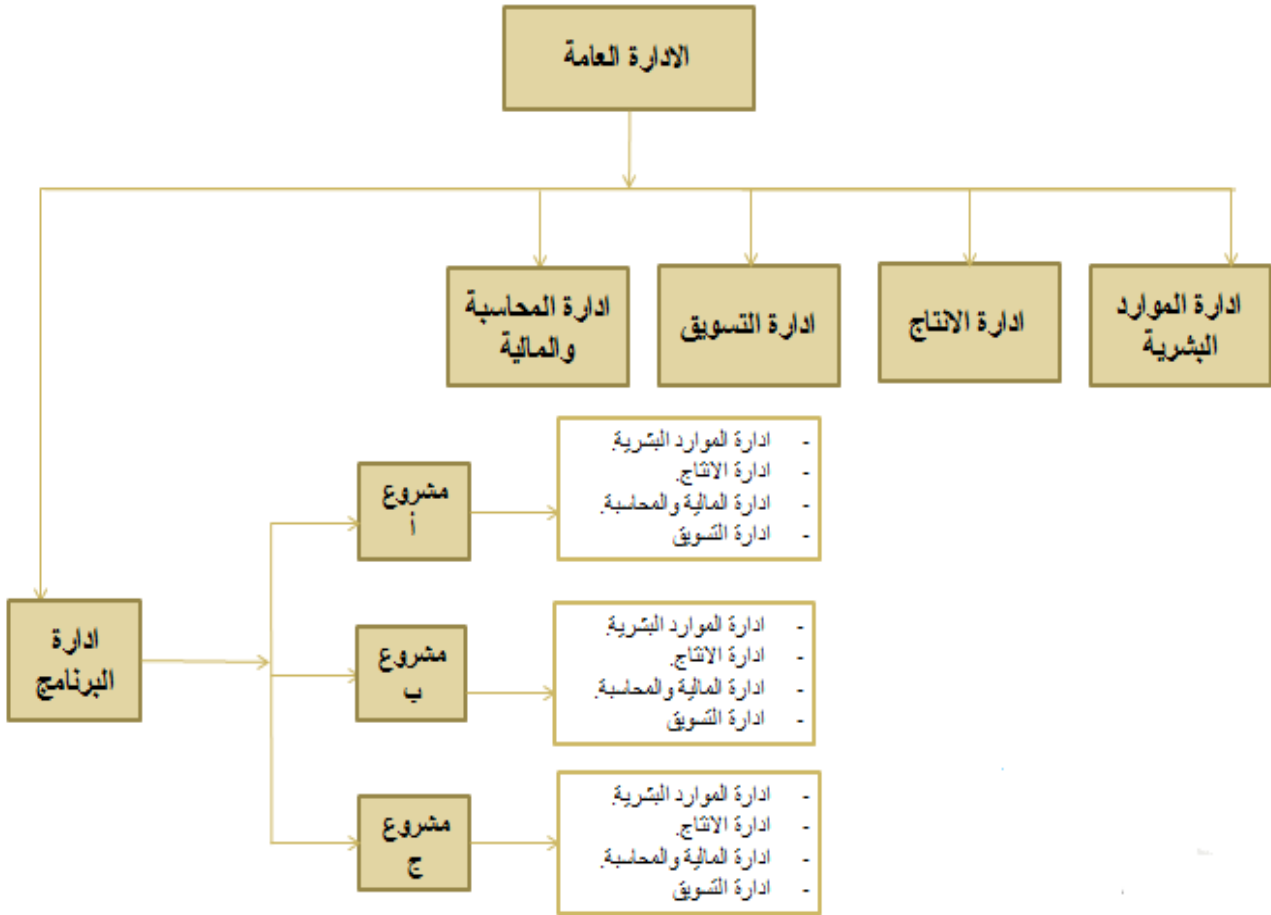 الادارة العامة
ادارة الموارد
البشرية
ادارة الانتاج
ادارة التسويق
ادارة المحاسبة
والمالية
ادارة
البرنامج
مشروع
أ
- ادارة الموارد البشرية.
- ادارة الانتاج.
- ادارة المالية والمحاسبة.
- ادارة التسويق
مشروع
ب
- ادارة الموارد البشرية.
- ادارة الانتاج.
- ادارة المالية والمحاسبة.
- ادارة التسويق
مشروع
ج
- ادارة الموارد البشرية.
- ادارة الانتاج.
- ادارة المالية والمحاسبة.
- ادارة التسويق